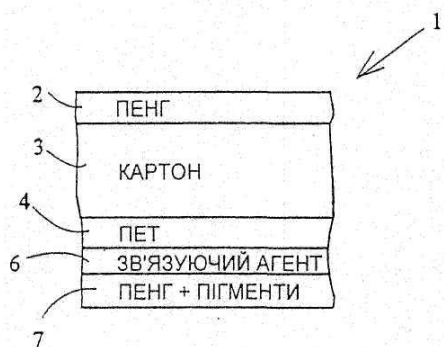 1
2 ПЕНГ
3 КАРТОН
4 ПЕТ
6 ЗВ'ЯЗУЮЧИЙ АГЕНТ
ПЕНГ + ПІГМЕНТИ
7